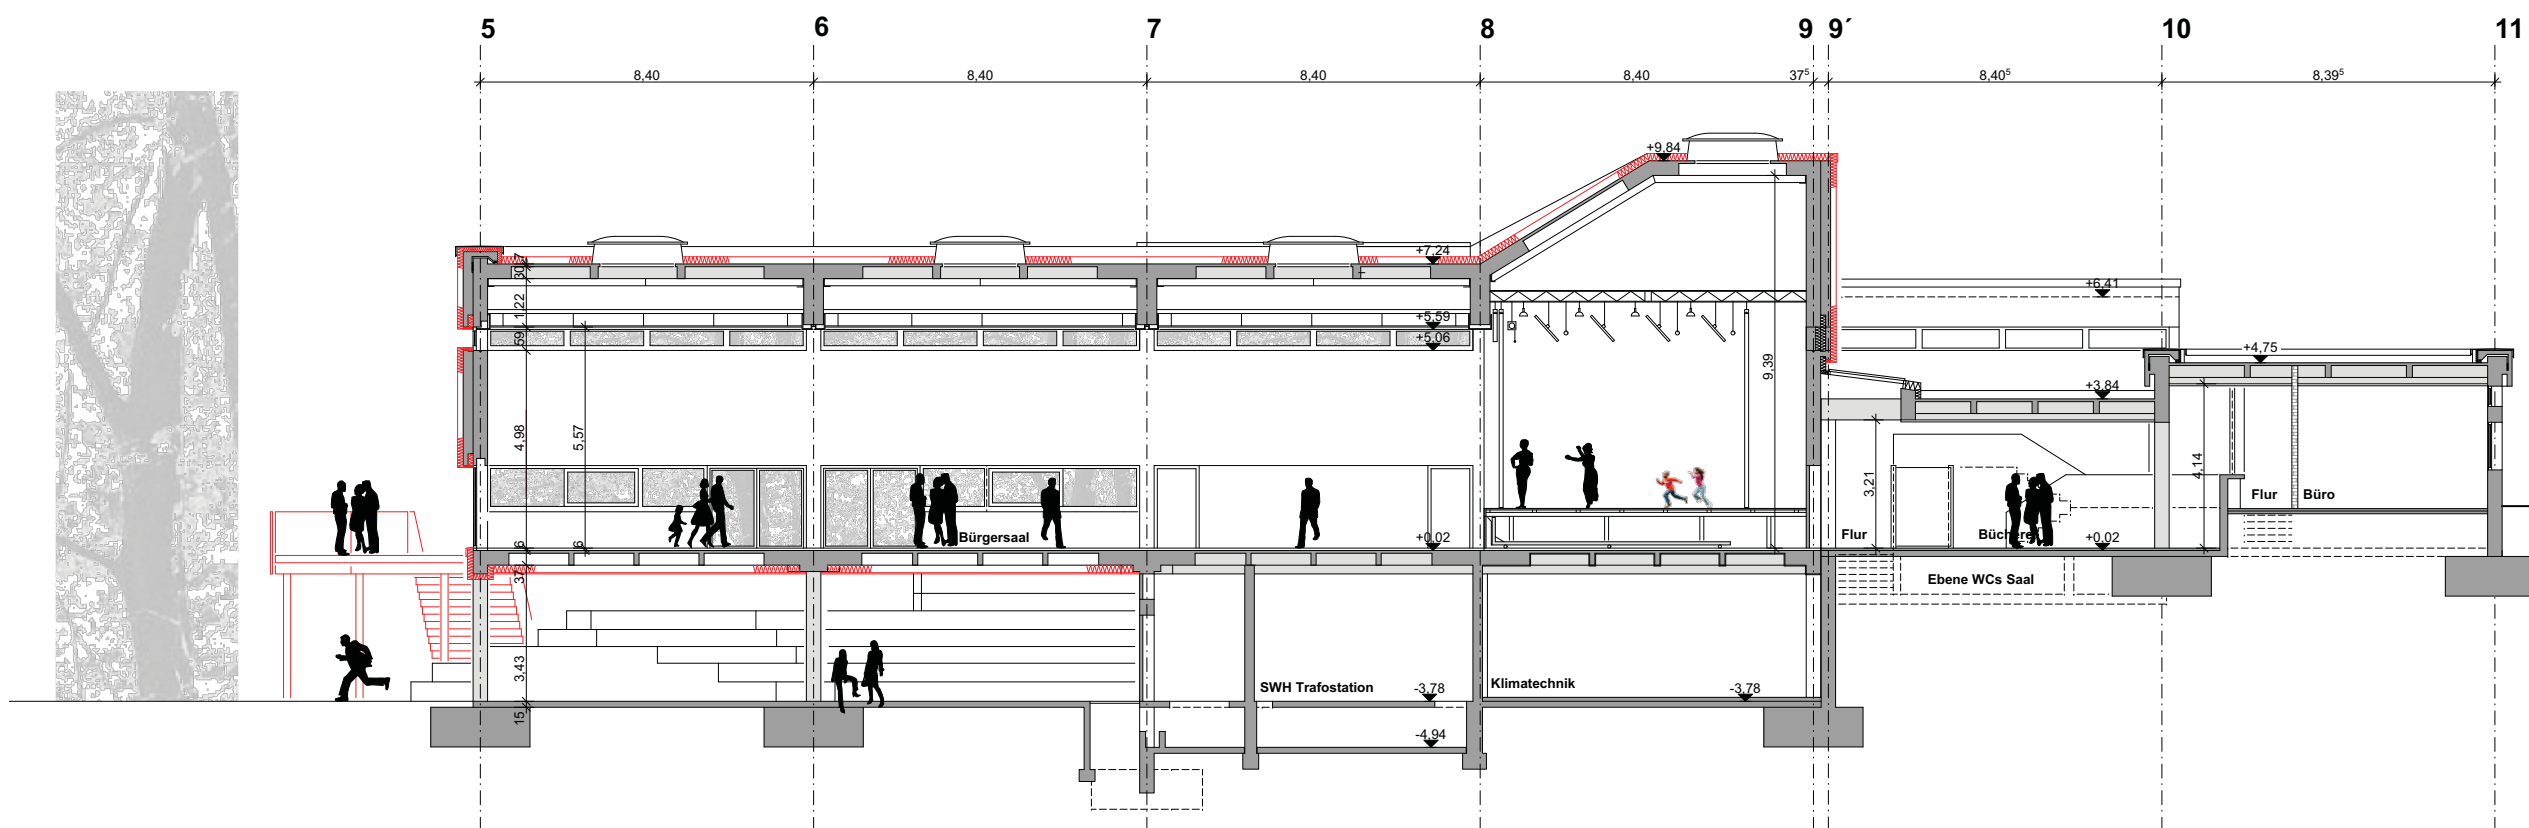 5 6 7 8 9 9´ 10 11
8,40 8,40 8,40 8,40 37⁵ 8,40⁵ 8,39⁵
+9,84
+7,24
30 7
+6,41
1,22
+5,59
59
+5,06
+4,75
9,39
+3,84
4,98
5,57
3,21
4,14
Flur Büro
Bürgersaal
+0,02
Flur
Bücherei
+0,02
6
6
37
Ebene WCs Saal
3,43
SWH Trafostation
-3,78
Klimatechnik
-3,78
15
-4,94